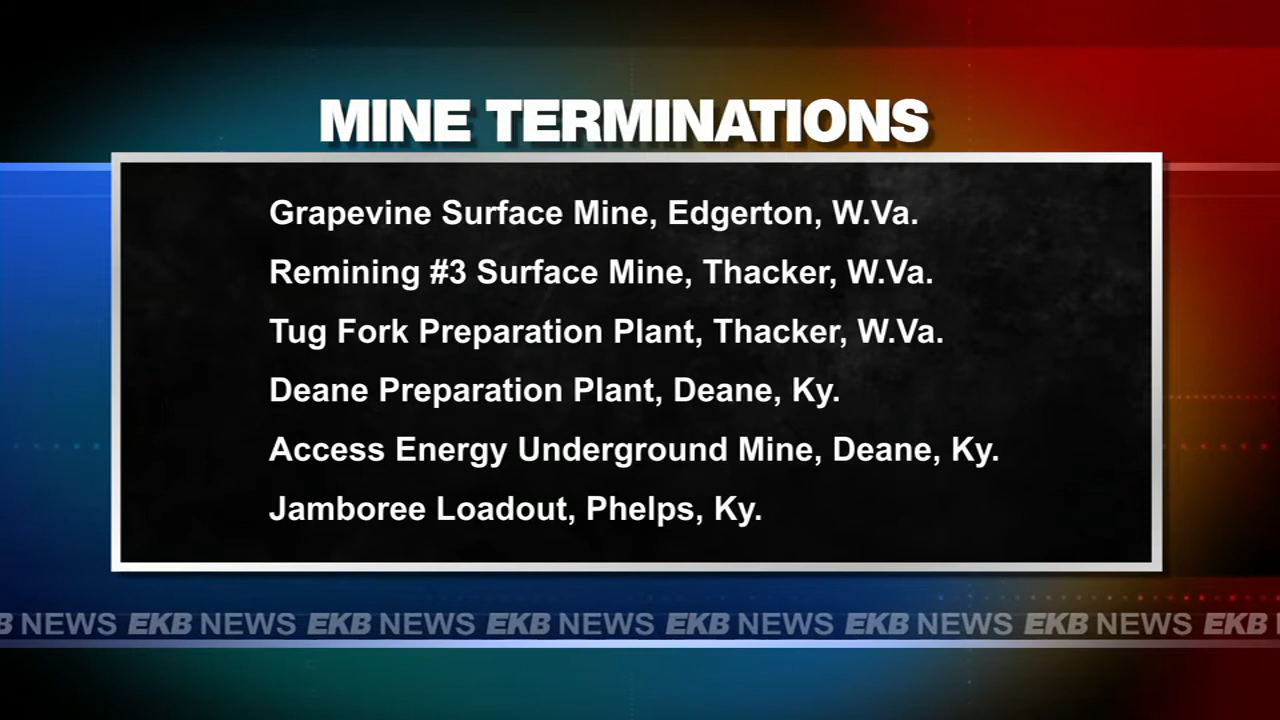 MINE TERMINATIONS
Grapevine Surface Mine, Edgerton, W.Va.
Remining #3 Surface Mine, Thacker, W.Va.
Tug Fork Preparation Plant, Thacker, W.Va.
Deane Preparation Plant, Deane, Ky.
Access Energy Underground Mine, Deane, Ky.
Jamboree Loadout, Phelps, Ky.
B NEWS EKB NEWS EKB NEWS EKB NEWS EKB NEWS EKB NEWS EKB NEWS EKB